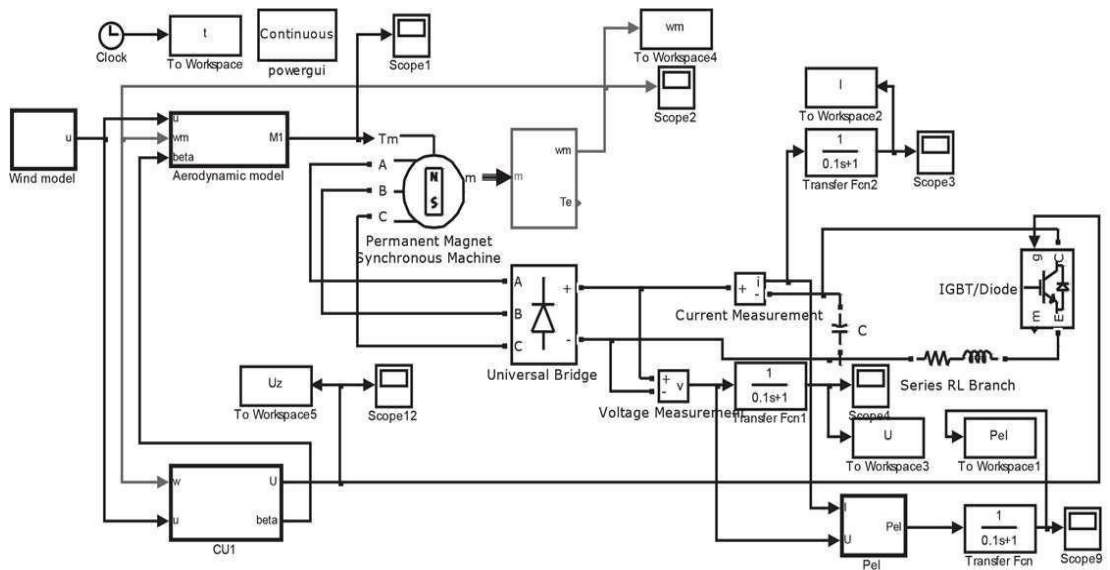 t
Clock
To Workspace
Continuous
powergui
Scope1
wm
To Workspace4
Scope2
I
To Workspace2
u
Wind model
u
wm
beta
M1
Aerodynamic model
Tm
A
B
C
N
S
m
Permanent Magnet
Synchronous Machine
m
wm
Te
1
0.1s+1
Transfer Fcn2
Scope3
g
C
m
E
IGBT/Diode
A
B
C
+
-
Universal Bridge
+
-
i
Current Measurement
C
Series RL Branch
Uz
To Workspace5
Scope12
+
-
v
Voltage Measurement
1
0.1s+1
Transfer Fcn1
Scope4
U
To Workspace3
Pel
To Workspace1
w
u
U
beta
CU1
I
U
Pel
Pel
1
0.1s+1
Transfer Fcn
Scope9